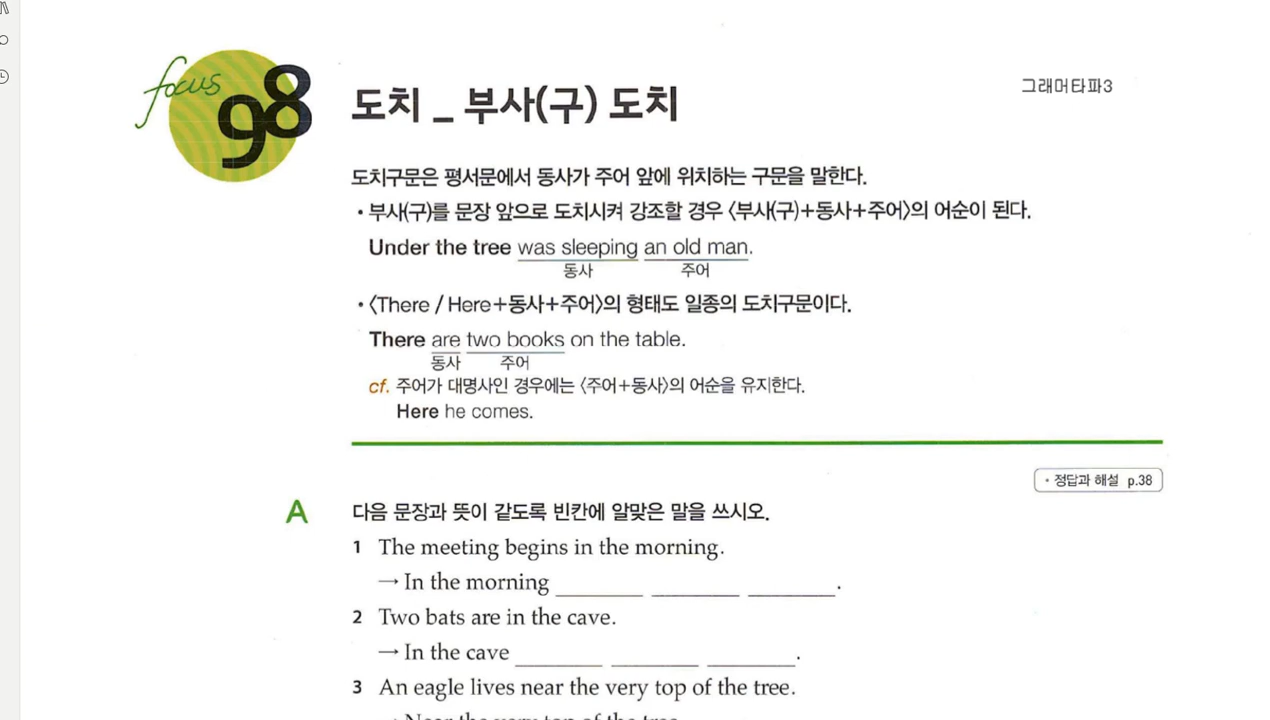 focus
98
도치 _ 부사(구) 도치
그래머타파3
도치구문은 평서문에서 동사가 주어 앞에 위치하는 구문을 말한다.
• 부사(구)를 문장 앞으로 도치시켜 강조할 경우 〈부사(구)+동사+주어〉의 어순이 된다.
Under the tree was sleeping an old man.
동사 주어
• 〈There / Here+동사+주어〉의 형태도 일종의 도치구문이다.
There are two books on the table.
동사 주어
cf. 주어가 대명사인 경우에는 〈주어+동사〉의 어순을 유지한다.
Here he comes.
• 정답과 해설 p.38
A 다음 문장과 뜻이 같도록 빈칸에 알맞은 말을 쓰시오.
1 The meeting begins in the morning.
→ In the morning ________ ________ ________.
2 Two bats are in the cave.
→ In the cave ________ ________ ________.
3 An eagle lives near the very top of the tree.
→ Near the very top of the tree